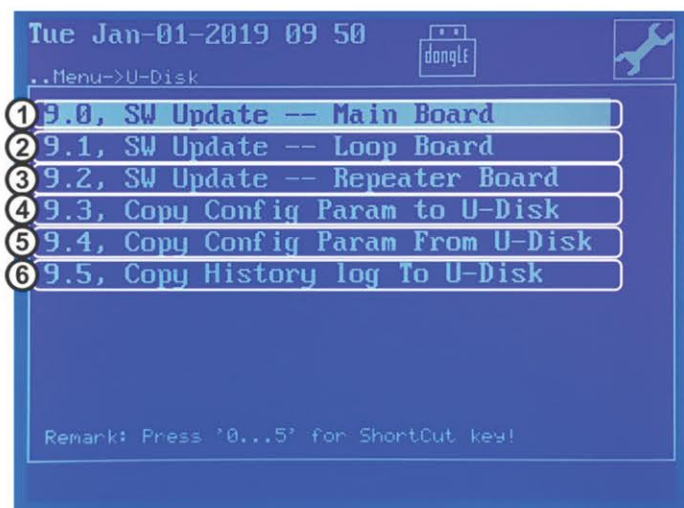 Tue Jan-01-2019 09 50
dongLE
..Menu->U-Disk
1 9.0, SW Update -- Main Board
2 9.1, SW Update -- Loop Board
3 9.2, SW Update -- Repeater Board
4 9.3, Copy Config Param to U-Disk
5 9.4, Copy Config Param From U-Disk
6 9.5, Copy History log To U-Disk
Remark: Press '0...5' for ShortCut key!